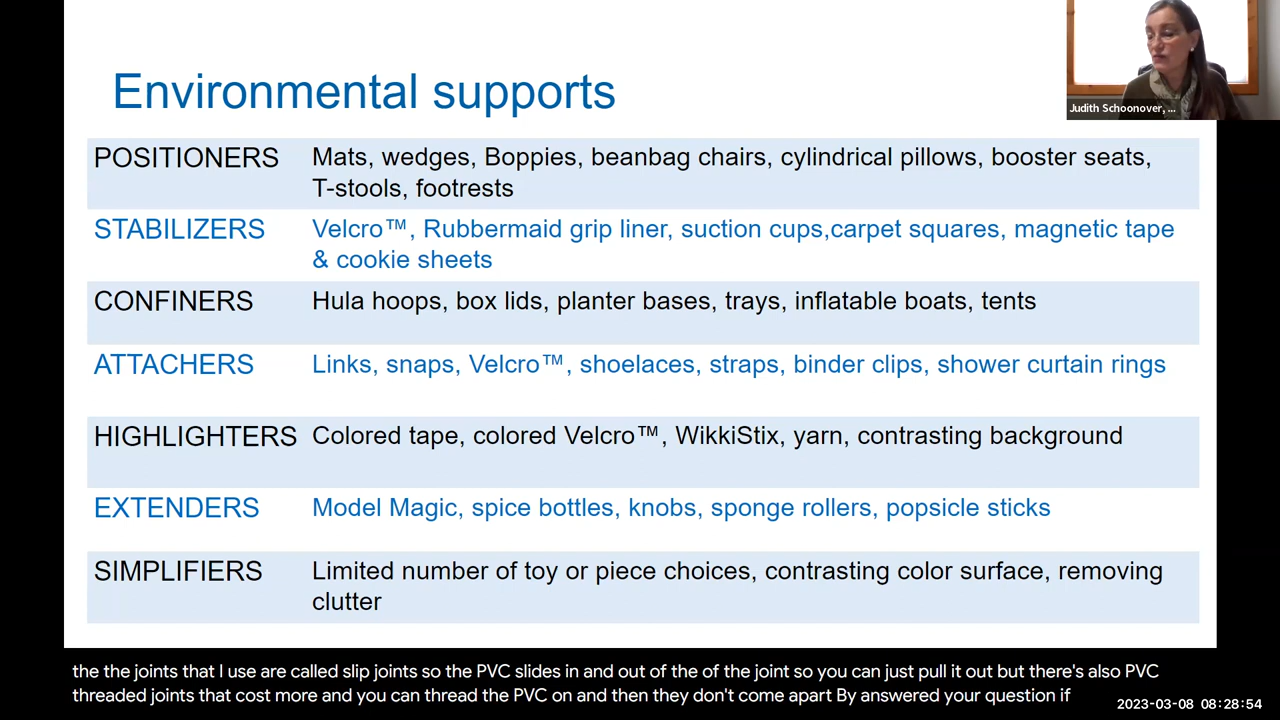 Environmental supports
Judith Schoonover, ...
POSITIONERS Mats, wedges, Boppies, beanbag chairs, cylindrical pillows, booster seats,
T-stools, footrests
STABILIZERS Velcro™, Rubbermaid grip liner, suction cups,carpet squares, magnetic tape
& cookie sheets
CONFINERS Hula hoops, box lids, planter bases, trays, inflatable boats, tents
ATTACHERS Links, snaps, Velcro™, shoelaces, straps, binder clips, shower curtain rings
HIGHLIGHTERS Colored tape, colored Velcro™, WikkiStix, yarn, contrasting background
EXTENDERS Model Magic, spice bottles, knobs, sponge rollers, popsicle sticks
SIMPLIFIERS Limited number of toy or piece choices, contrasting color surface, removing
clutter
the the joints that I use are called slip joints so the PVC slides in and out of the of the joint so you can just pull it out but there's also PVC
threaded joints that cost more and you can thread the PVC on and then they don't come apart By answered your question if
2023-03-08 08:28:54